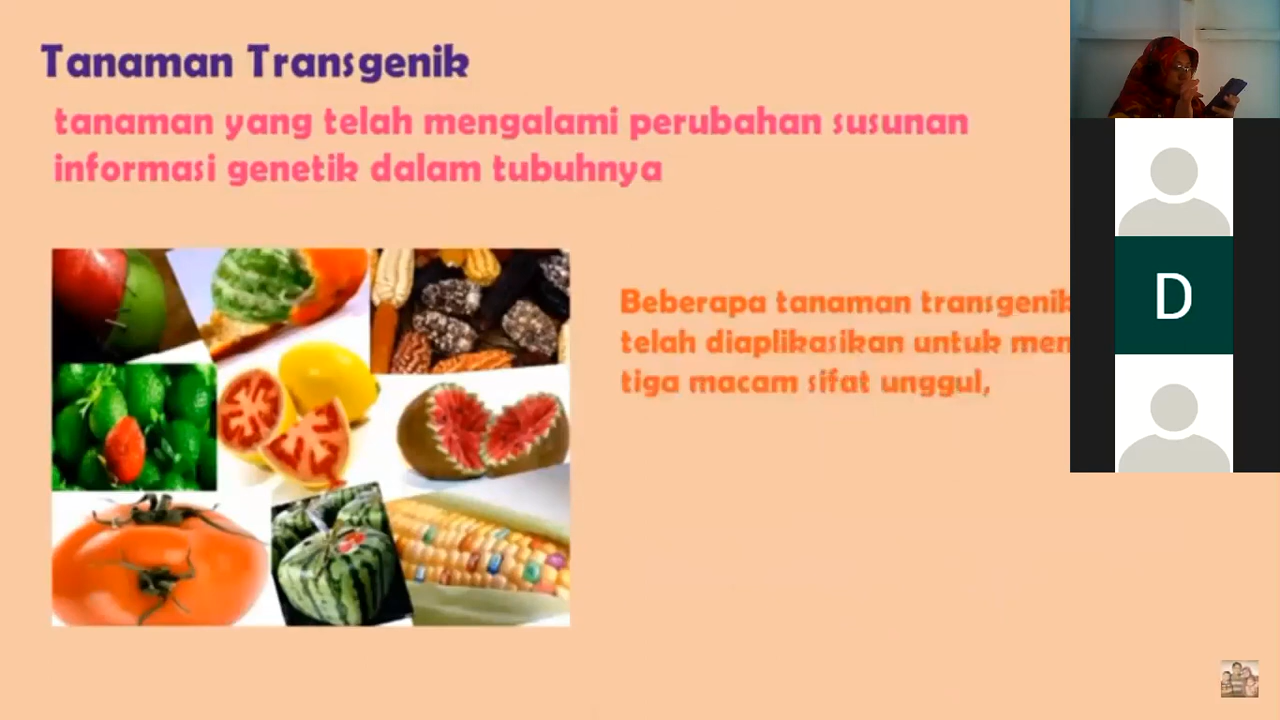 Tanaman Transgenik
tanaman yang telah mengalami perubahan susunan
informasi genetik dalam tubuhnya
Beberapa tanaman transgenik
telah diaplikasikan untuk men
tiga macam sifat unggul,
D